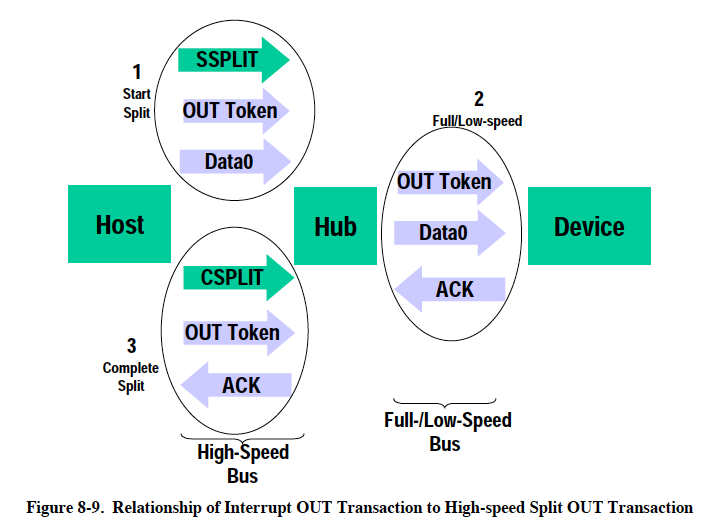 1
Start
Split
SSPLIT
OUT Token
Data0
2
Full/Low-speed
OUT Token
Data0
ACK
Host
Hub
Device
3
Complete
Split
CSPLIT
OUT Token
ACK
High-Speed
Bus
Full-/Low-Speed
Bus
Figure 8-9. Relationship of Interrupt OUT Transaction to High-speed Split OUT Transaction